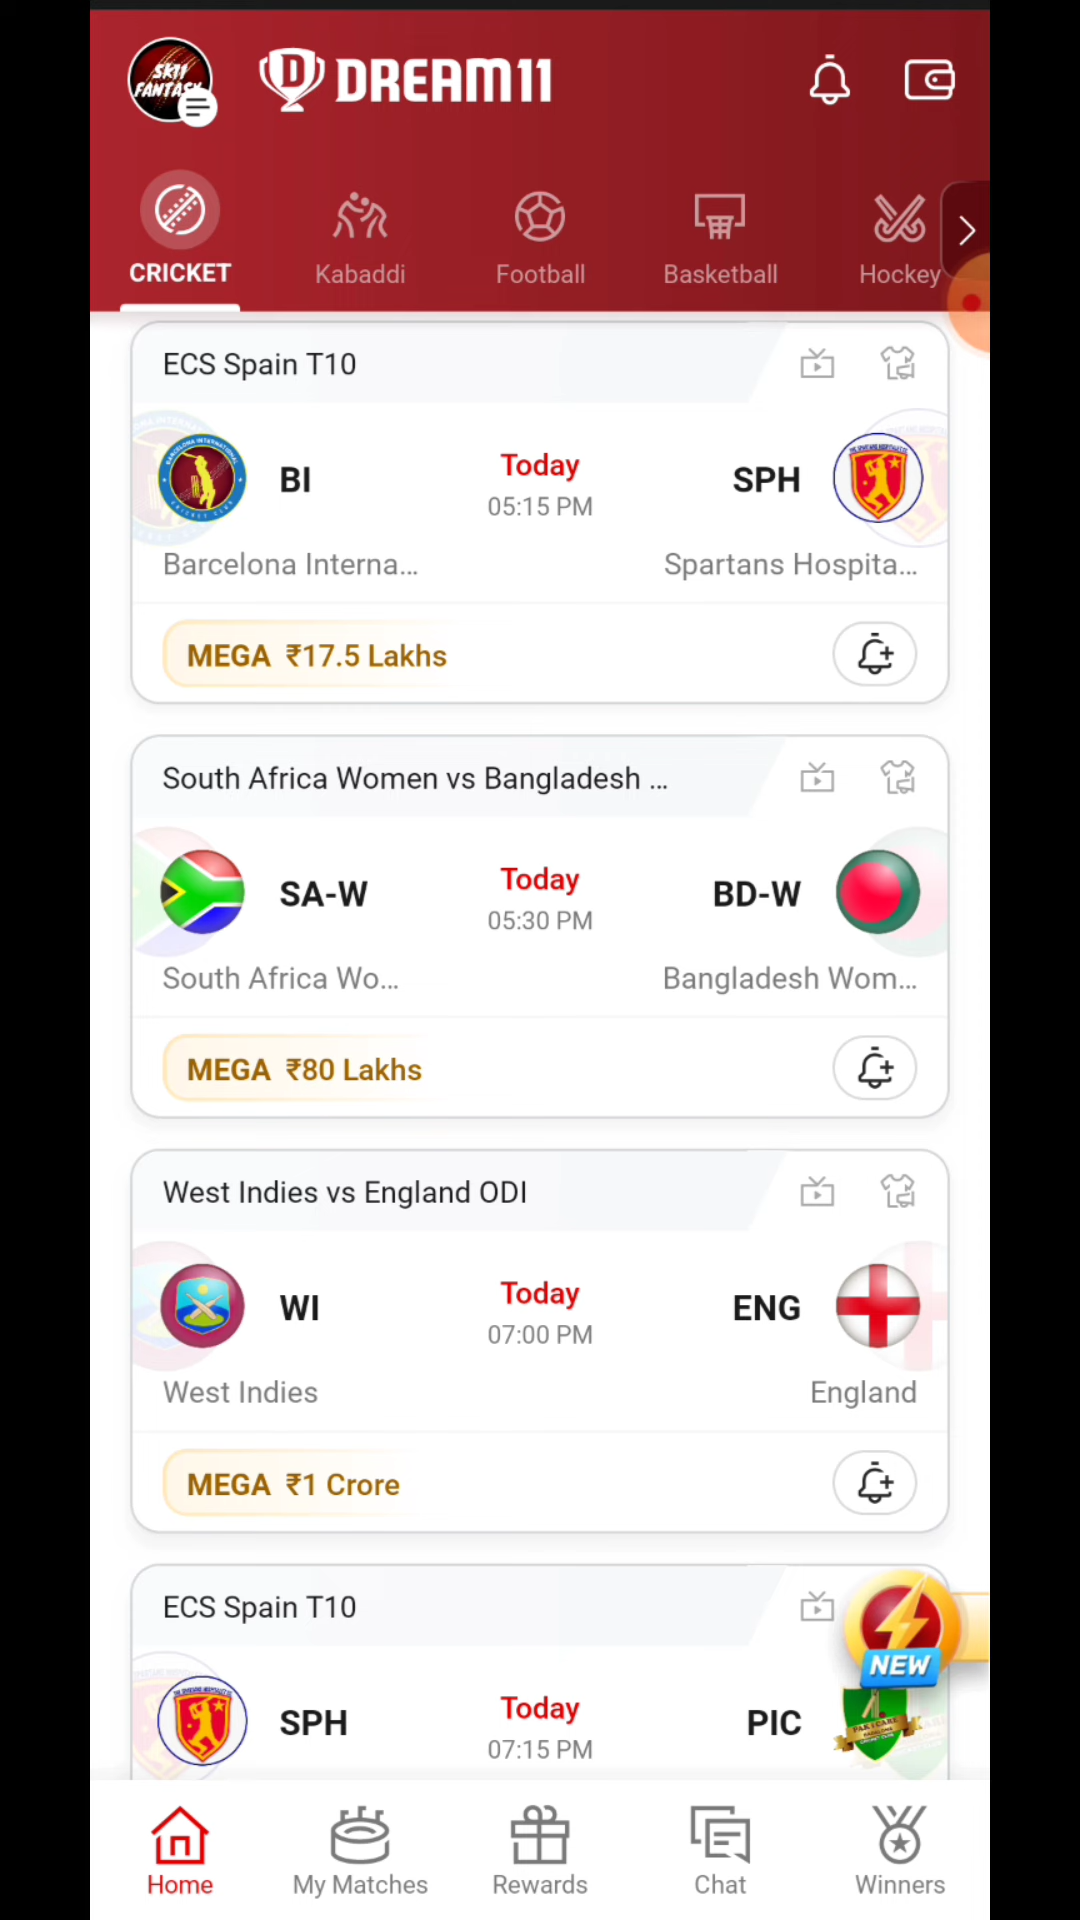 SK11
FANTASY
DREAM11
CRICKET
Kabaddi
Football
Basketball
Hockey
ECS Spain T10
BI
Today
SPH
05:15 PM
Barcelona Interna...
Spartans Hospita...
MEGA ₹17.5 Lakhs
South Africa Women vs Bangladesh ...
SA-W
Today
BD-W
05:30 PM
South Africa Wo...
Bangladesh Wom...
MEGA ₹80 Lakhs
West Indies vs England ODI
WI
Today
ENG
07:00 PM
West Indies
England
MEGA ₹1 Crore
ECS Spain T10
NEW
SPH
Today
PIC
07:15 PM
Home
My Matches
Rewards
Chat
Winners